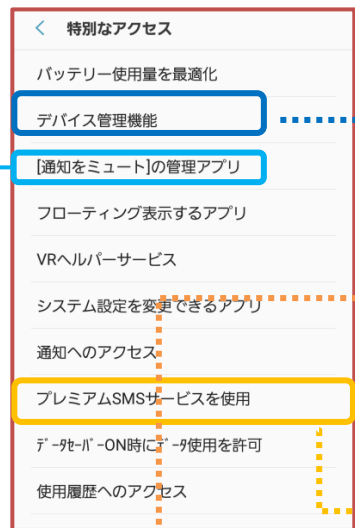 特別なアクセス
バッテリー使用量を最適化
デバイス管理機能
[通知をミュート]の管理アプリ
フローティング表示するアプリ
VRヘルパーサービス
システム設定を変更できるアプリ
通知へのアクセス
プレミアムSMSサービスを使用
ﾃﾞｰﾀｾｰﾊﾞｰON時にﾃﾞｰﾀ使用を許可
使用履歴へのアクセス